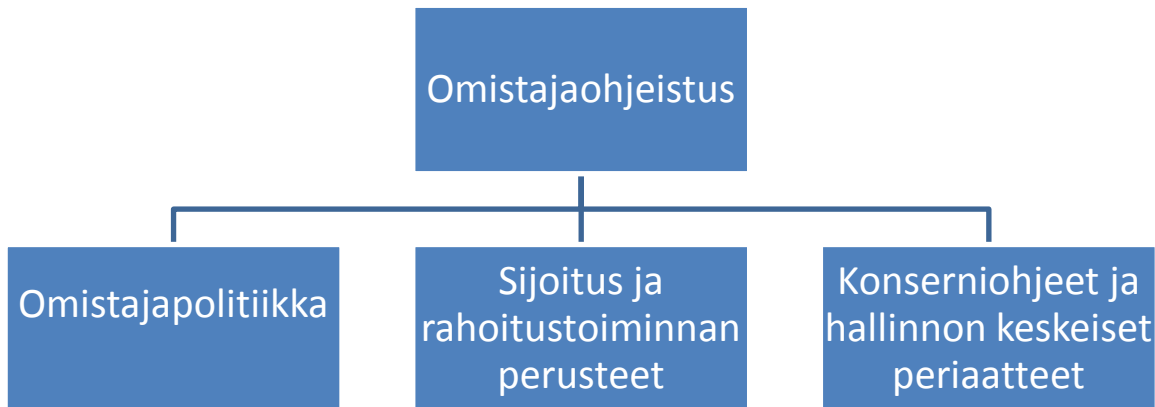 Omistajaohjeistus
Omistajapolitiikka
Sijoitus ja
rahoitustoiminnan
perusteet
Konserniohjeet ja
hallinnon keskeiset
periaatteet